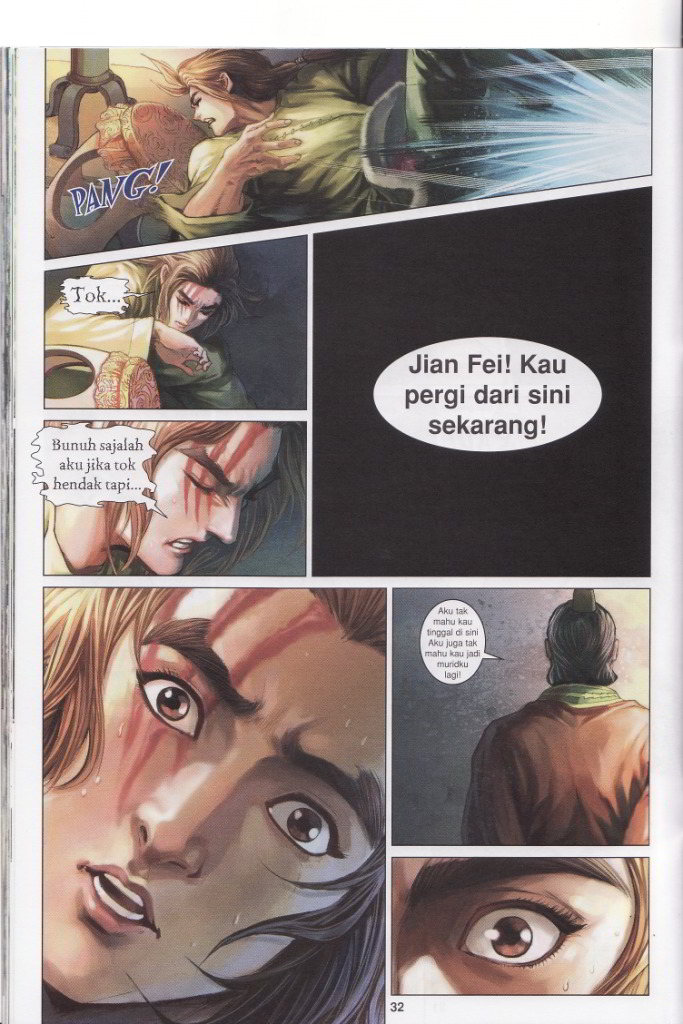 PANG!
Tok...
Jian Fei! Kau
pergi dari sini
sekarang!
Bunuh sajalah
aku jika tok
hendak tapi...
Aku tak
mahu kau
tinggal di sini
Aku juga tak
mahu kau jadi
muridku
lagi!
32